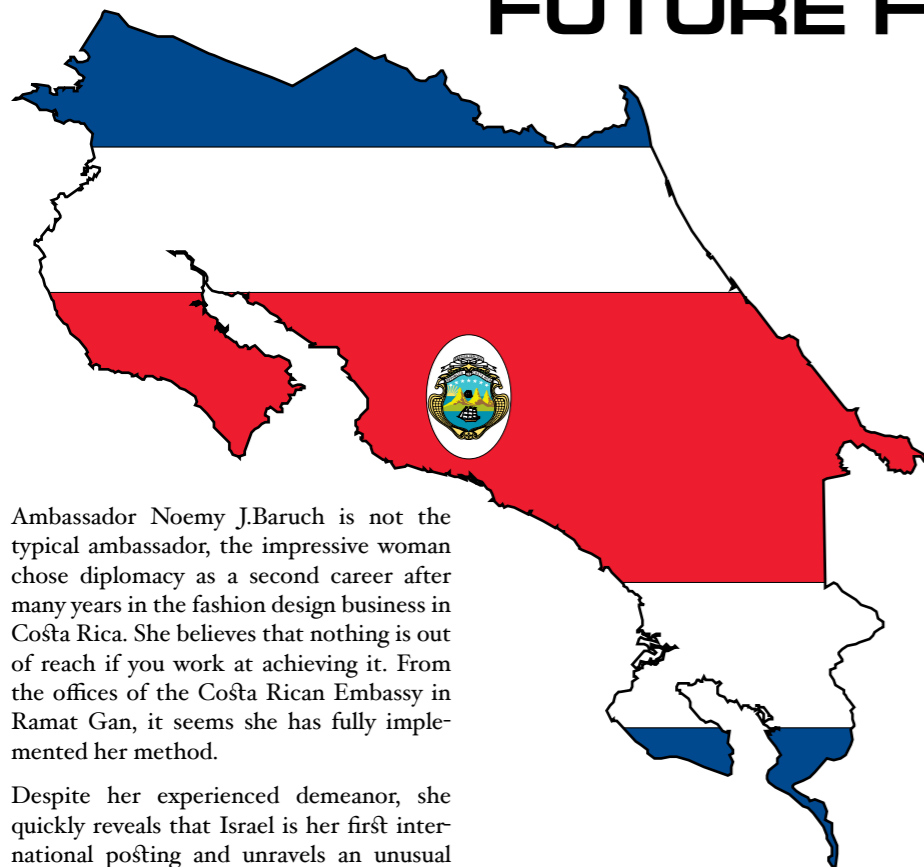 FUTURE F
Ambassador Noemy J.Baruch is not the
typical ambassador, the impressive woman
chose diplomacy as a second career after
many years in the fashion design business in
Costa Rica. She believes that nothing is out
of reach if you work at achieving it. From
the offices of the Costa Rican Embassy in
Ramat Gan, it seems she has fully imple-
mented her method.
Despite her experienced demeanor, she
quickly reveals that Israel is her first inter-
national posting and unravels an unusual